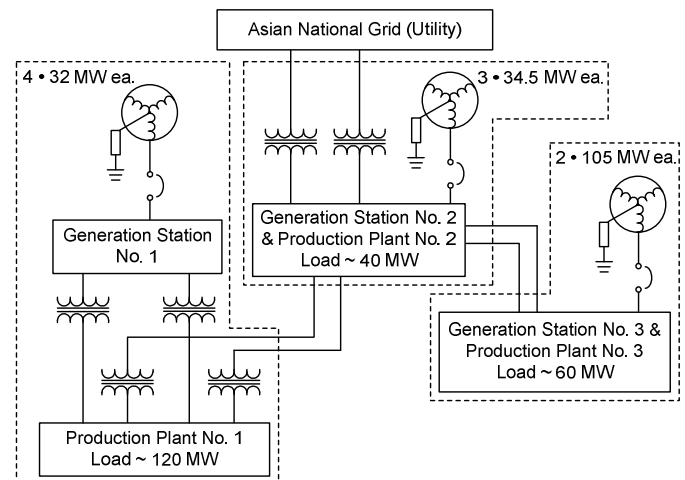 Asian National Grid (Utility)
4 • 32 MW ea.
3 • 34.5 MW ea.
2 • 105 MW ea.
Generation Station
No. 1
Generation Station No. 2
& Production Plant No. 2
Load ~ 40 MW
Generation Station No. 3 &
Production Plant No. 3
Load ~ 60 MW
Production Plant No. 1
Load ~ 120 MW